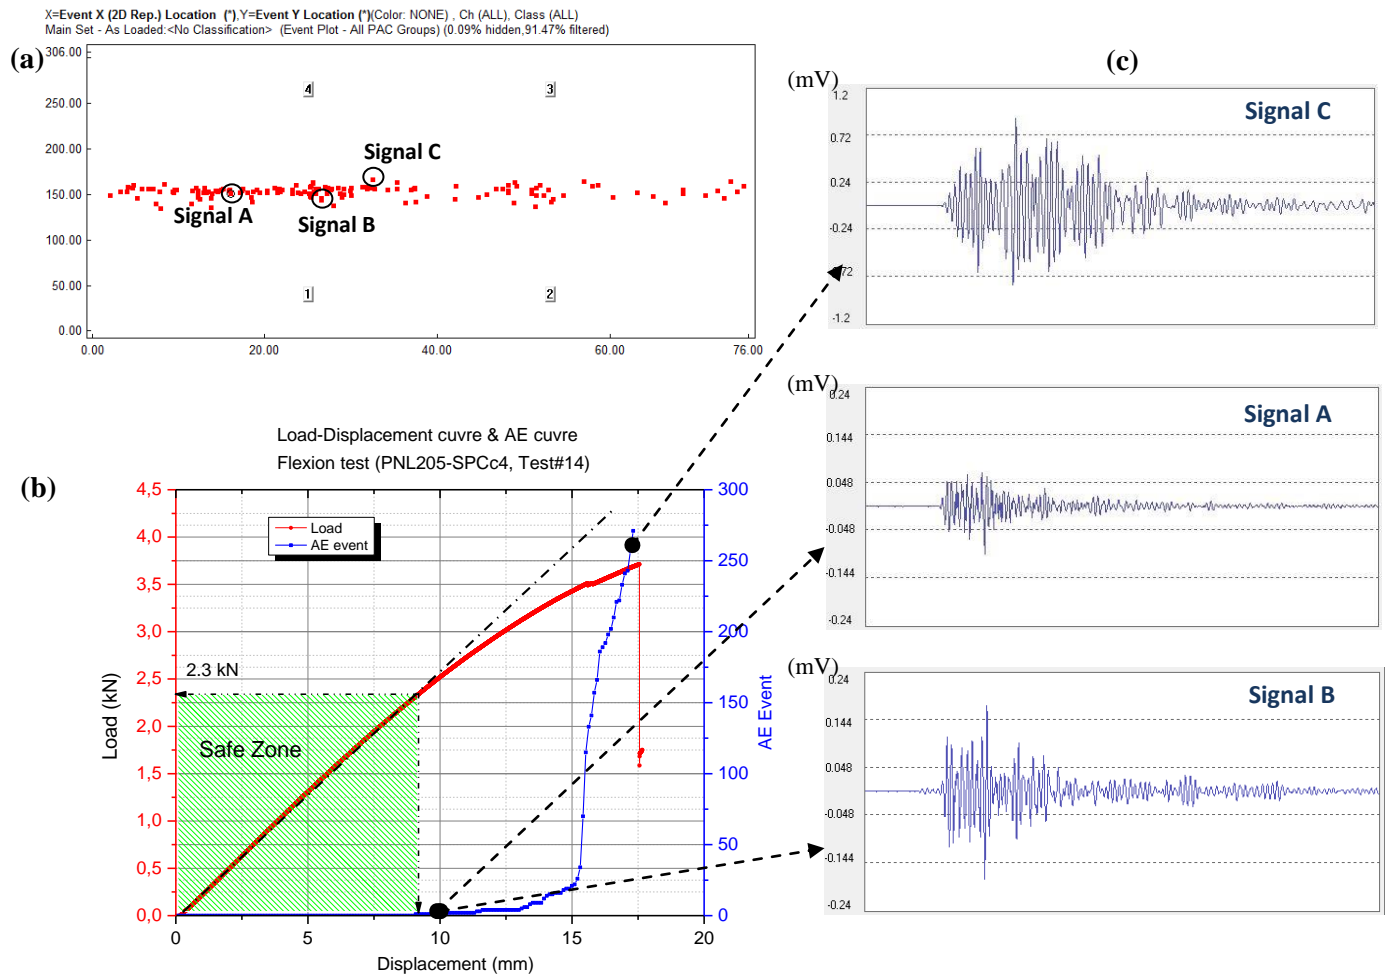 X=Event X (2D Rep.) Location (*),Y=Event Y Location (*)(Color: NONE) , Ch (ALL), Class (ALL)
Main Set - As Loaded:<No Classification> (Event Plot - All PAC Groups) (0.09% hidden,91.47% filtered)
(a)
306.00
250.00
200.00
150.00
100.00
50.00
0.00
0.00 20.00 40.00 60.00 76.00
4 3
Signal C
Signal A
Signal B
1 2
Load-Displacement cuvre & AE cuvre
Flexion test (PNL205-SPCc4, Test#14)
(b)
4,5
4,0
3,5
3,0
2,5
2,0
1,5
1,0
0,5
0,0
Load (kN)
Load
AE event
2.3 kN
Safe Zone
300
250
200
150
100
50
0
AE Event
0 5 10 15 20
Displacement (mm)
(c)
(mV)
1.2
0.72
0.24
-0.24
-1.2
Signal C
(mV)
0.24
0.144
0.048
-0.048
-0.144
-0.24
Signal A
(mV)
0.24
0.144
0.048
-0.048
-0.144
-0.24
Signal B